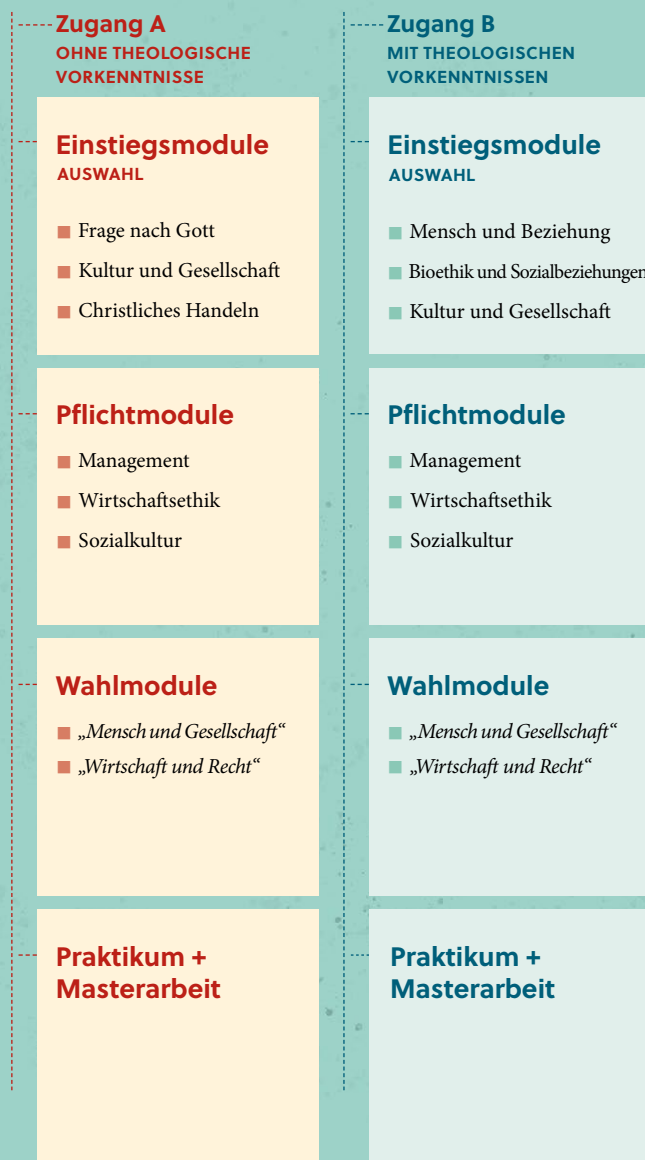 Zugang A
OHNE THEOLOGISCHE
VORKENNTNISSE
Einstiegsmodule
AUSWAHL
Frage nach Gott
Kultur und Gesellschaft
Christliches Handeln
Pflichtmodule
Management
Wirtschaftsethik
Sozialkultur
Wahlmodule
„Mensch und Gesellschaft“
„Wirtschaft und Recht“
Praktikum +
Masterarbeit
Zugang B
MIT THEOLOGISCHEN
VORKENNTNISSEN
Einstiegsmodule
AUSWAHL
Mensch und Beziehung
Bioethik und Sozialbeziehungen
Kultur und Gesellschaft
Pflichtmodule
Management
Wirtschaftsethik
Sozialkultur
Wahlmodule
„Mensch und Gesellschaft“
„Wirtschaft und Recht“
Praktikum +
Masterarbeit